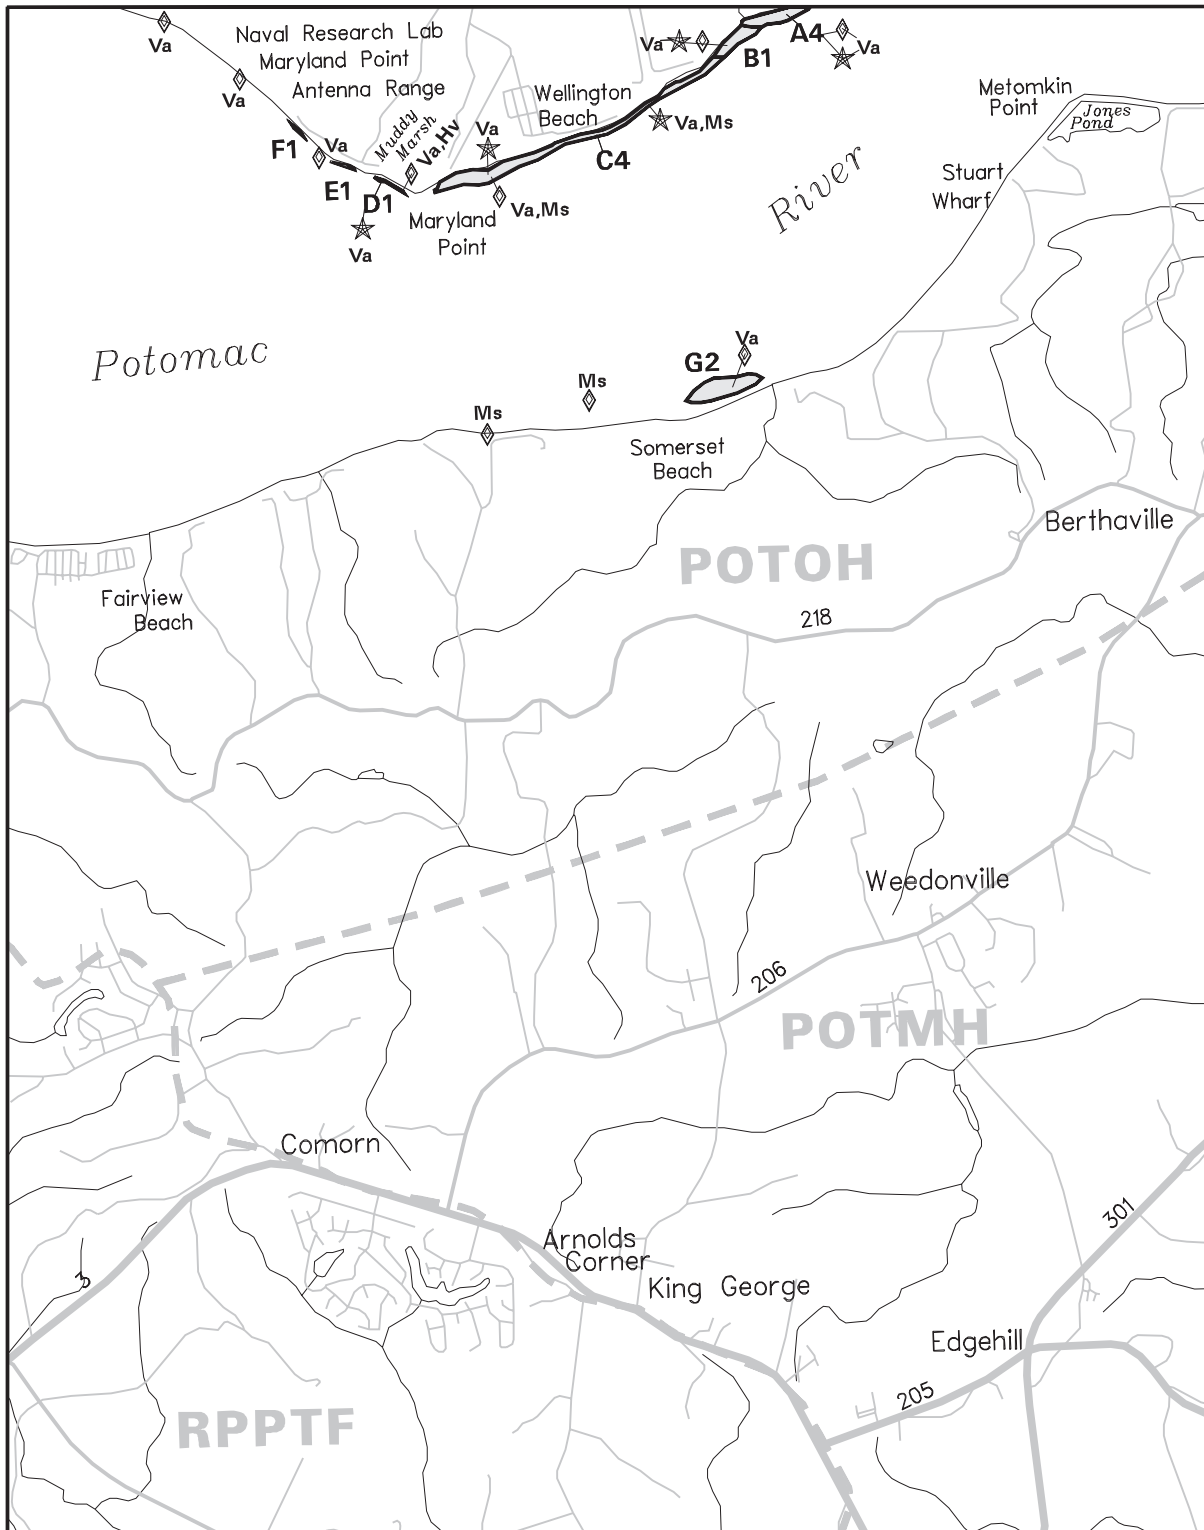 Va
Naval Research Lab
Maryland Point
Antenna Range
Va
Va
B1
A4
Va
Metomkin
Point
Jones
Pond
Wellington
Beach
Va,Ms
Muddy
Marsh
Va,Hv
Va
F1
Va
E1
D1
Va
C4
Maryland
Point
Va,Ms
River
Stuart
Wharf
Potomac
Va
G2
Ms
Ms
Somerset
Beach
Berthaville
POTOH
218
Fairview
Beach
Weedonville
206
POTMH
Comorn
301
Arnolds
Corner
King George
3
Edgehill
205
RPPTF